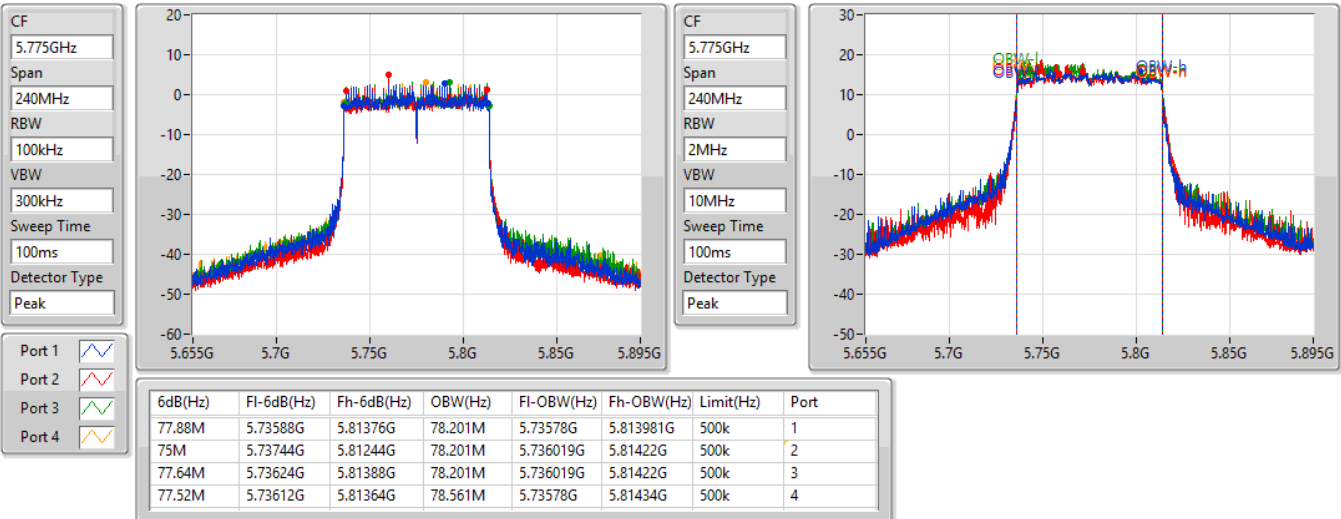 CF
5.775GHz
Span
240MHz
RBW
100kHz
VBW
300kHz
Sweep Time
100ms
Detector Type
Peak
20
10
0
-10
-20
-30
-40
-50
-60
5.655G 5.7G 5.75G 5.8G 5.85G 5.895G
CF
5.775GHz
Span
240MHz
RBW
2MHz
VBW
10MHz
Sweep Time
100ms
Detector Type
Peak
30
20
10
0
-10
-20
-30
-40
-50
OBW-l OBW-h
5.655G 5.7G 5.75G 5.8G 5.85G 5.895G
Port 1
Port 2
Port 3
Port 4
6dB(Hz) Fl-6dB(Hz) Fh-6dB(Hz) OBW(Hz) Fl-OBW(Hz) Fh-OBW(Hz) Limit(Hz) Port
77.88M 5.73588G 5.81376G 78.201M 5.73578G 5.813981G 500k 1
75M 5.73744G 5.81244G 78.201M 5.736019G 5.81422G 500k 2
77.64M 5.73624G 5.81388G 78.201M 5.736019G 5.81422G 500k 3
77.52M 5.73612G 5.81364G 78.561M 5.73578G 5.81434G 500k 4